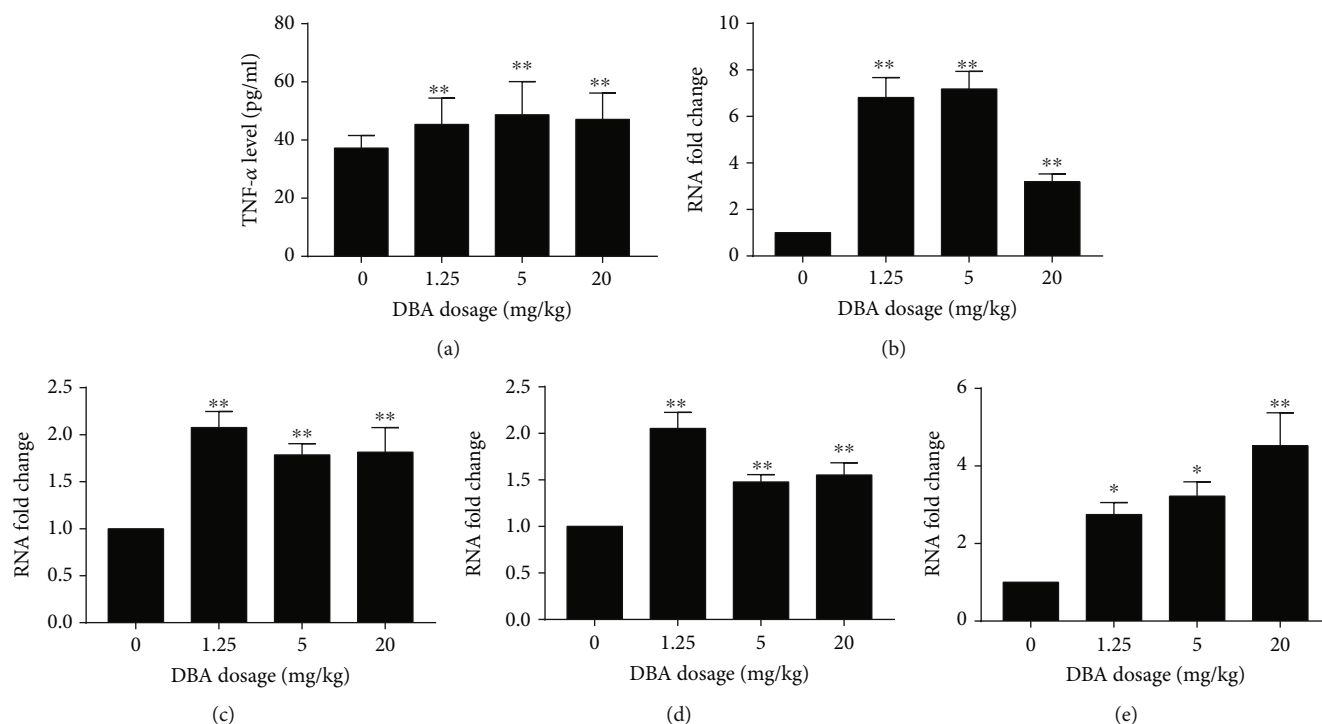 TNF-α level (pg/ml)
80
60
40
20
0
**
**
**
0 1.25 5 20
DBA dosage (mg/kg)
(a)
RNA fold change
10
8
6
4
2
0
**
**
**
0 1.25 5 20
DBA dosage (mg/kg)
(b)
RNA fold change
2.5
2.0
1.5
1.0
0.5
0.0
**
**
**
0 1.25 5 20
DBA dosage (mg/kg)
(c)
RNA fold change
2.5
2.0
1.5
1.0
0.5
0.0
**
**
**
0 1.25 5 20
DBA dosage (mg/kg)
(d)
RNA fold change
6
4
2
0
*
*
**
0 1.25 5 20
DBA dosage (mg/kg)
(e)